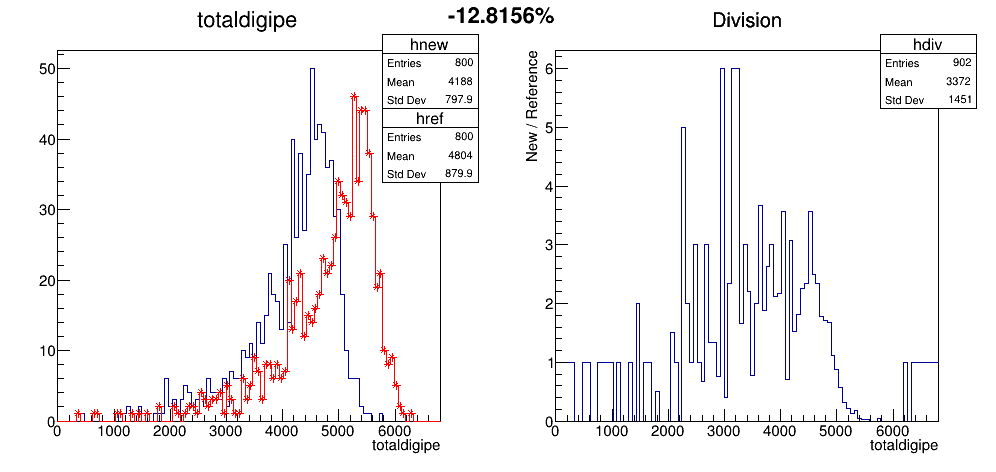 -12.8156%
totaldigipe
hnew
Entries 800
Mean 4188
Std Dev 797.9
href
Entries 800
Mean 4804
Std Dev 879.9
50
40
30
20
10
0
0 1000 2000 3000 4000 5000 6000
totaldigipe
Division
hdiv
Entries 902
Mean 3372
Std Dev 1451
New / Reference
6
5
4
3
2
1
0
0 1000 2000 3000 4000 5000 6000
totaldigipe